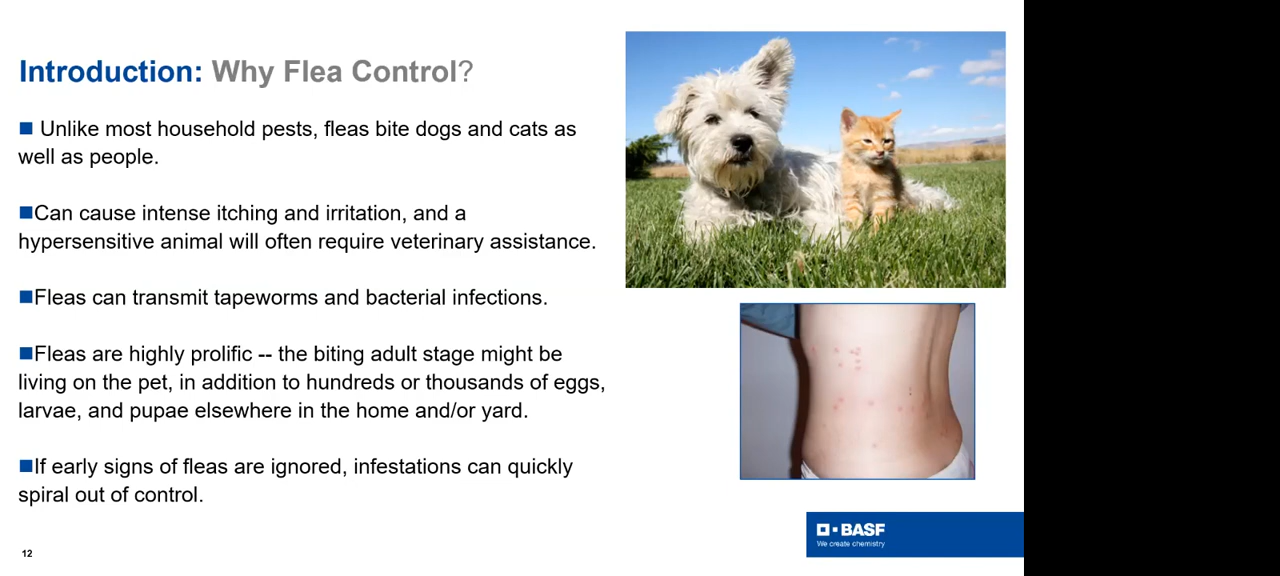 Introduction: Why Flea Control?
■ Unlike most household pests, fleas bite dogs and cats as
well as people.
■Can cause intense itching and irritation, and a
hypersensitive animal will often require veterinary assistance.
■Fleas can transmit tapeworms and bacterial infections.
■Fleas are highly prolific -- the biting adult stage might be
living on the pet, in addition to hundreds or thousands of eggs,
larvae, and pupae elsewhere in the home and/or yard.
■If early signs of fleas are ignored, infestations can quickly
spiral out of control.
BASF
We create chemistry
12